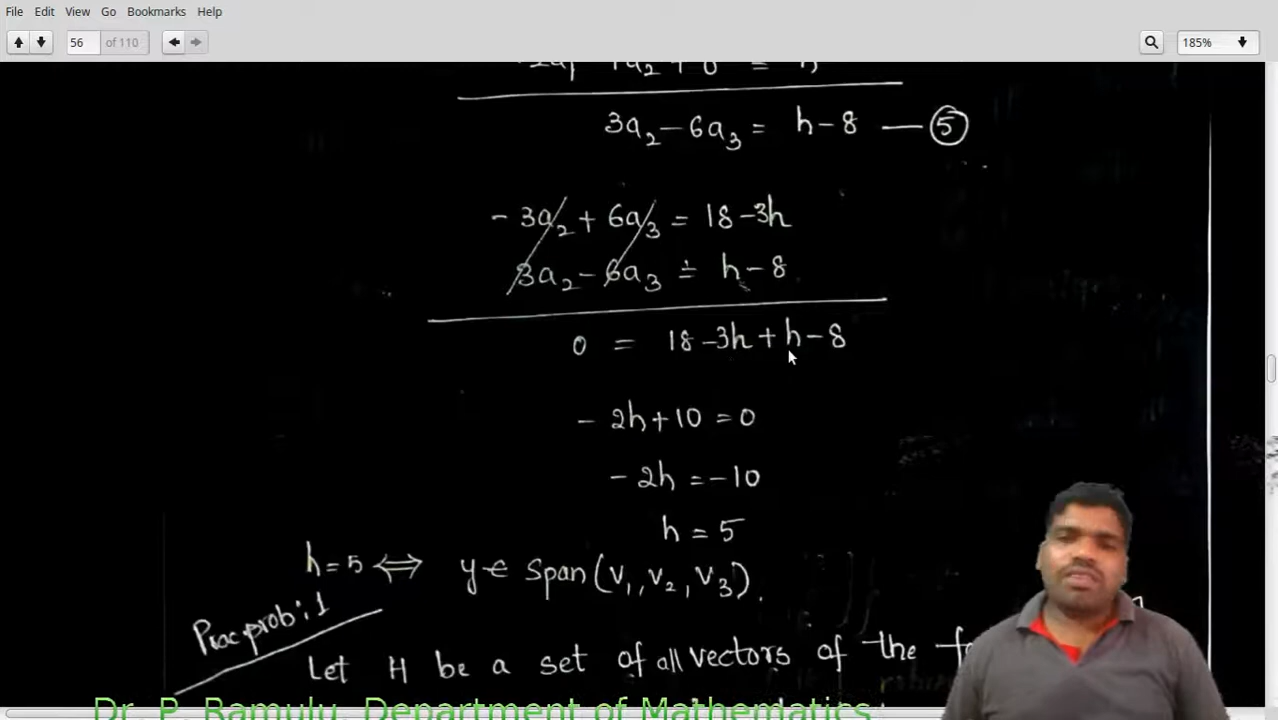 File Edit View Go Bookmarks Help
56 of 110 185%
3a₂ - 6a₃ = h - 8 — ⑤
- 3a₂ + 6a₃ = 18 - 3h
3a₂ - 6a₃ = h - 8
0 = 18 - 3h + h - 8
- 2h + 10 = 0
- 2h = - 10
h = 5
h = 5 ⟺ y ∈ Span (V₁, V₂, V₃).
Prac. prob: 1
Let H be a set of all vectors of the
Dr. P. Ramulu, Department of Mathematics,